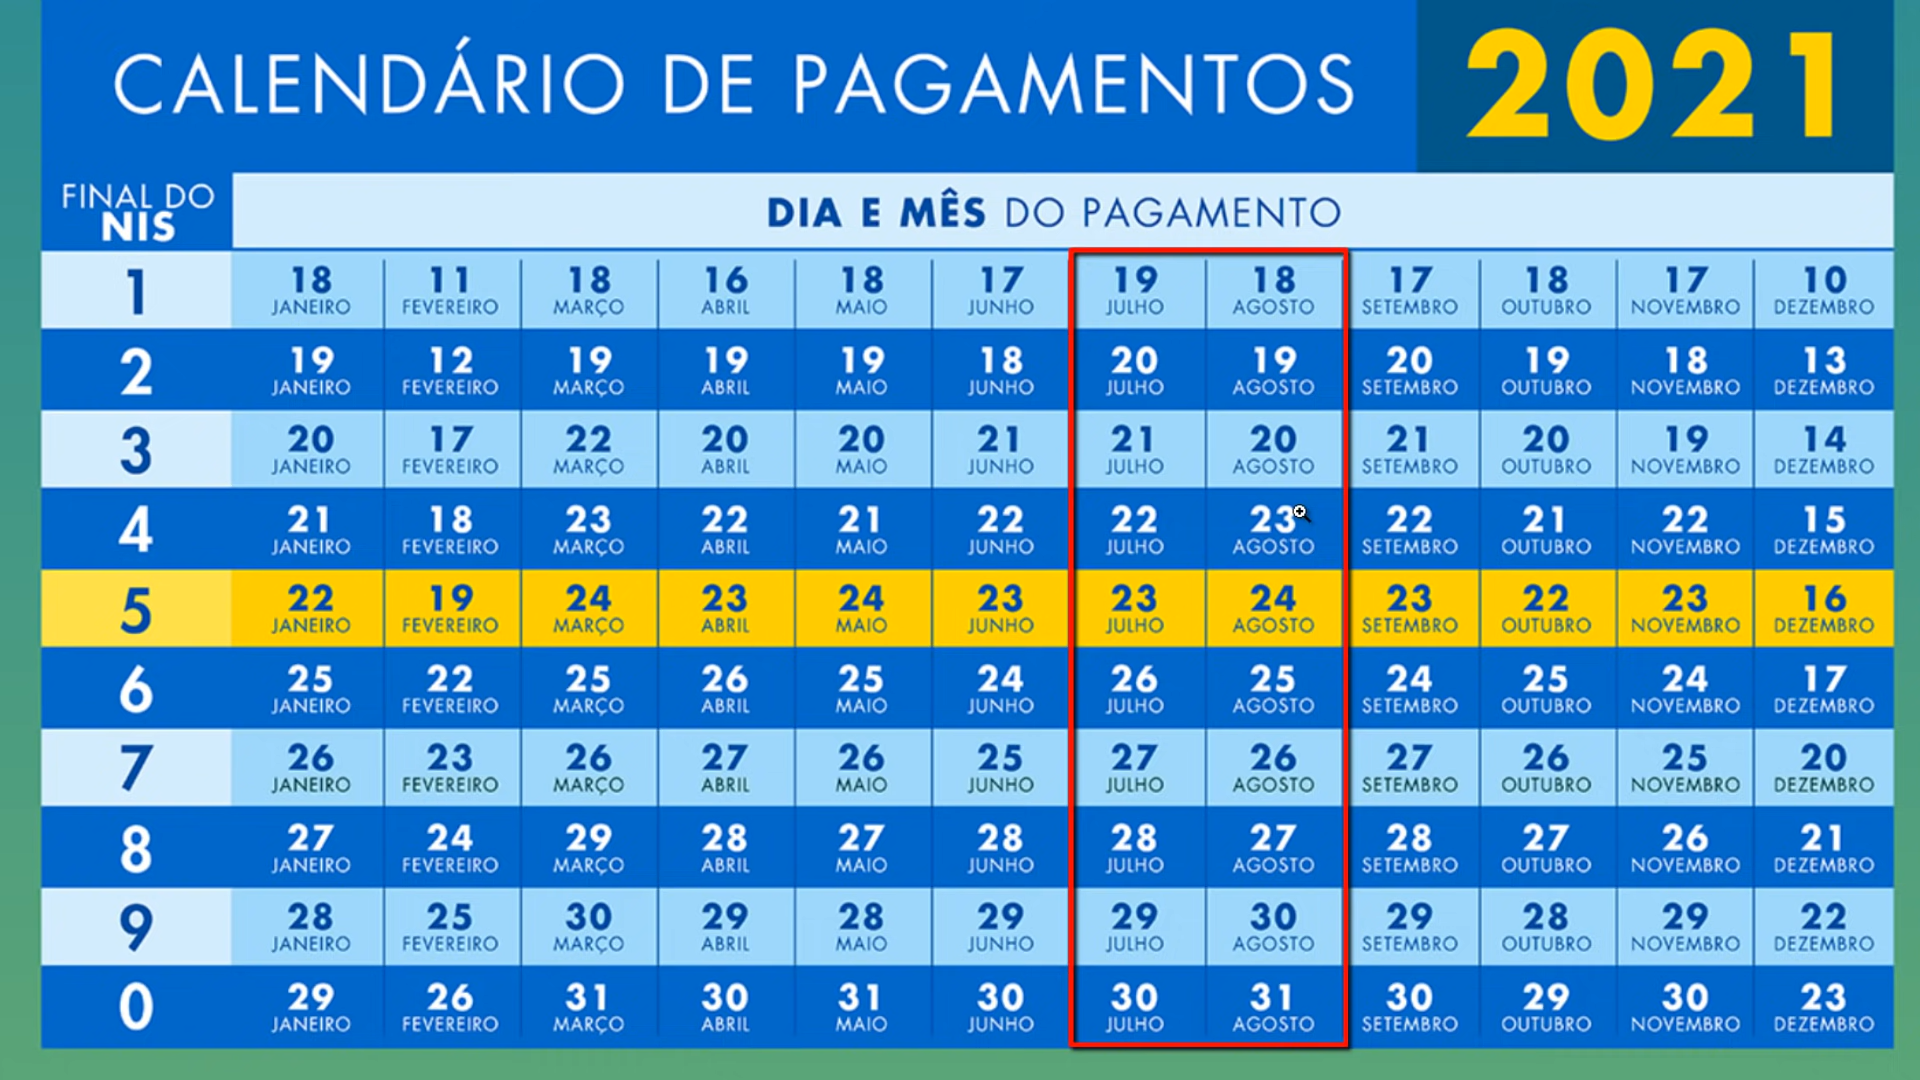 CALENDÁRIO DE PAGAMENTOS 2021
FINAL DO
NIS
DIA E MÊS DO PAGAMENTO
1 18 11 18 16 18 17 19 18 17 18 17 10
JANEIRO FEVEREIRO MARÇO ABRIL MAIO JUNHO JULHO AGOSTO SETEMBRO OUTUBRO NOVEMBRO DEZEMBRO
2 19 12 19 19 19 18 20 19 20 19 18 13
JANEIRO FEVEREIRO MARÇO ABRIL MAIO JUNHO JULHO AGOSTO SETEMBRO OUTUBRO NOVEMBRO DEZEMBRO
3 20 17 22 20 20 21 21 20 21 20 19 14
JANEIRO FEVEREIRO MARÇO ABRIL MAIO JUNHO JULHO AGOSTO SETEMBRO OUTUBRO NOVEMBRO DEZEMBRO
4 21 18 23 22 21 22 22 23 22 21 22 15
JANEIRO FEVEREIRO MARÇO ABRIL MAIO JUNHO JULHO AGOSTO SETEMBRO OUTUBRO NOVEMBRO DEZEMBRO
5 22 19 24 23 24 23 23 24 23 22 23 16
JANEIRO FEVEREIRO MARÇO ABRIL MAIO JUNHO JULHO AGOSTO SETEMBRO OUTUBRO NOVEMBRO DEZEMBRO
6 25 22 25 26 25 24 26 25 24 25 24 17
JANEIRO FEVEREIRO MARÇO ABRIL MAIO JUNHO JULHO AGOSTO SETEMBRO OUTUBRO NOVEMBRO DEZEMBRO
7 26 23 26 27 26 25 27 26 27 26 25 20
JANEIRO FEVEREIRO MARÇO ABRIL MAIO JUNHO JULHO AGOSTO SETEMBRO OUTUBRO NOVEMBRO DEZEMBRO
8 27 24 29 28 27 28 28 27 28 27 26 21
JANEIRO FEVEREIRO MARÇO ABRIL MAIO JUNHO JULHO AGOSTO SETEMBRO OUTUBRO NOVEMBRO DEZEMBRO
9 28 25 30 29 28 29 29 30 29 28 29 22
JANEIRO FEVEREIRO MARÇO ABRIL MAIO JUNHO JULHO AGOSTO SETEMBRO OUTUBRO NOVEMBRO DEZEMBRO
0 29 26 31 30 31 30 30 31 30 29 30 23
JANEIRO FEVEREIRO MARÇO ABRIL MAIO JUNHO JULHO AGOSTO SETEMBRO OUTUBRO NOVEMBRO DEZEMBRO